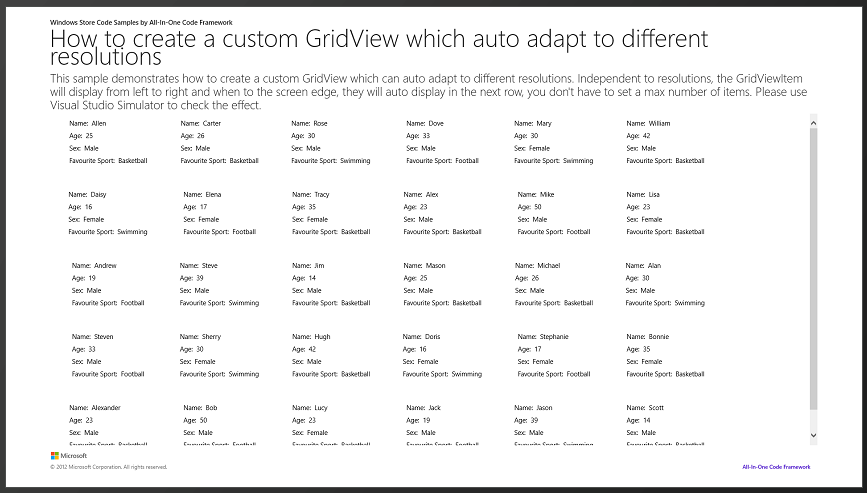 Windows Store Code Samples by All-In-One Code Framework
How to create a custom GridView which auto adapt to different
resolutions
This sample demonstrates how to create a custom GridView which can auto adapt to different resolutions. Independent to resolutions, the GridViewItem
will display from left to right and when to the screen edge, they will auto display in the next row, you don't have to set a max number of items. Please use
Visual Studio Simulator to check the effect.
Name: Allen Name: Carter Name: Rose Name: Dove Name: Mary Name: William
Age: 25 Age: 26 Age: 30 Age: 33 Age: 30 Age: 42
Sex: Male Sex: Male Sex: Male Sex: Male Sex: Female Sex: Male
Favourite Sport: Basketball Favourite Sport: Basketball Favourite Sport: Swimming Favourite Sport: Football Favourite Sport: Swimming Favourite Sport: Basketball
Name: Daisy Name: Elena Name: Tracy Name: Alex Name: Mike Name: Lisa
Age: 16 Age: 17 Age: 35 Age: 23 Age: 50 Age: 23
Sex: Female Sex: Female Sex: Female Sex: Male Sex: Male Sex: Female
Favourite Sport: Swimming Favourite Sport: Football Favourite Sport: Basketball Favourite Sport: Basketball Favourite Sport: Football Favourite Sport: Basketball
Name: Andrew Name: Steve Name: Jim Name: Mason Name: Michael Name: Alan
Age: 19 Age: 39 Age: 14 Age: 25 Age: 26 Age: 30
Sex: Male Sex: Male Sex: Male Sex: Male Sex: Male Sex: Male
Favourite Sport: Football Favourite Sport: Swimming Favourite Sport: Basketball Favourite Sport: Basketball Favourite Sport: Basketball Favourite Sport: Swimming
Name: Steven Name: Sherry Name: Hugh Name: Doris Name: Stephanie Name: Bonnie
Age: 33 Age: 30 Age: 42 Age: 16 Age: 17 Age: 35
Sex: Male Sex: Female Sex: Male Sex: Female Sex: Female Sex: Female
Favourite Sport: Football Favourite Sport: Swimming Favourite Sport: Basketball Favourite Sport: Swimming Favourite Sport: Football Favourite Sport: Basketball
Name: Alexander Name: Bob Name: Lucy Name: Jack Name: Jason Name: Scott
Age: 23 Age: 50 Age: 23 Age: 19 Age: 39 Age: 14
Sex: Male Sex: Male Sex: Female Sex: Male Sex: Male Sex: Male
Favourite Sport: Basketball Favourite Sport: Football Favourite Sport: Basketball Favourite Sport: Football Favourite Sport: Swimming Favourite Sport: Basketball
Microsoft
© 2012 Microsoft Corporation. All rights reserved. All-In-One Code Framework